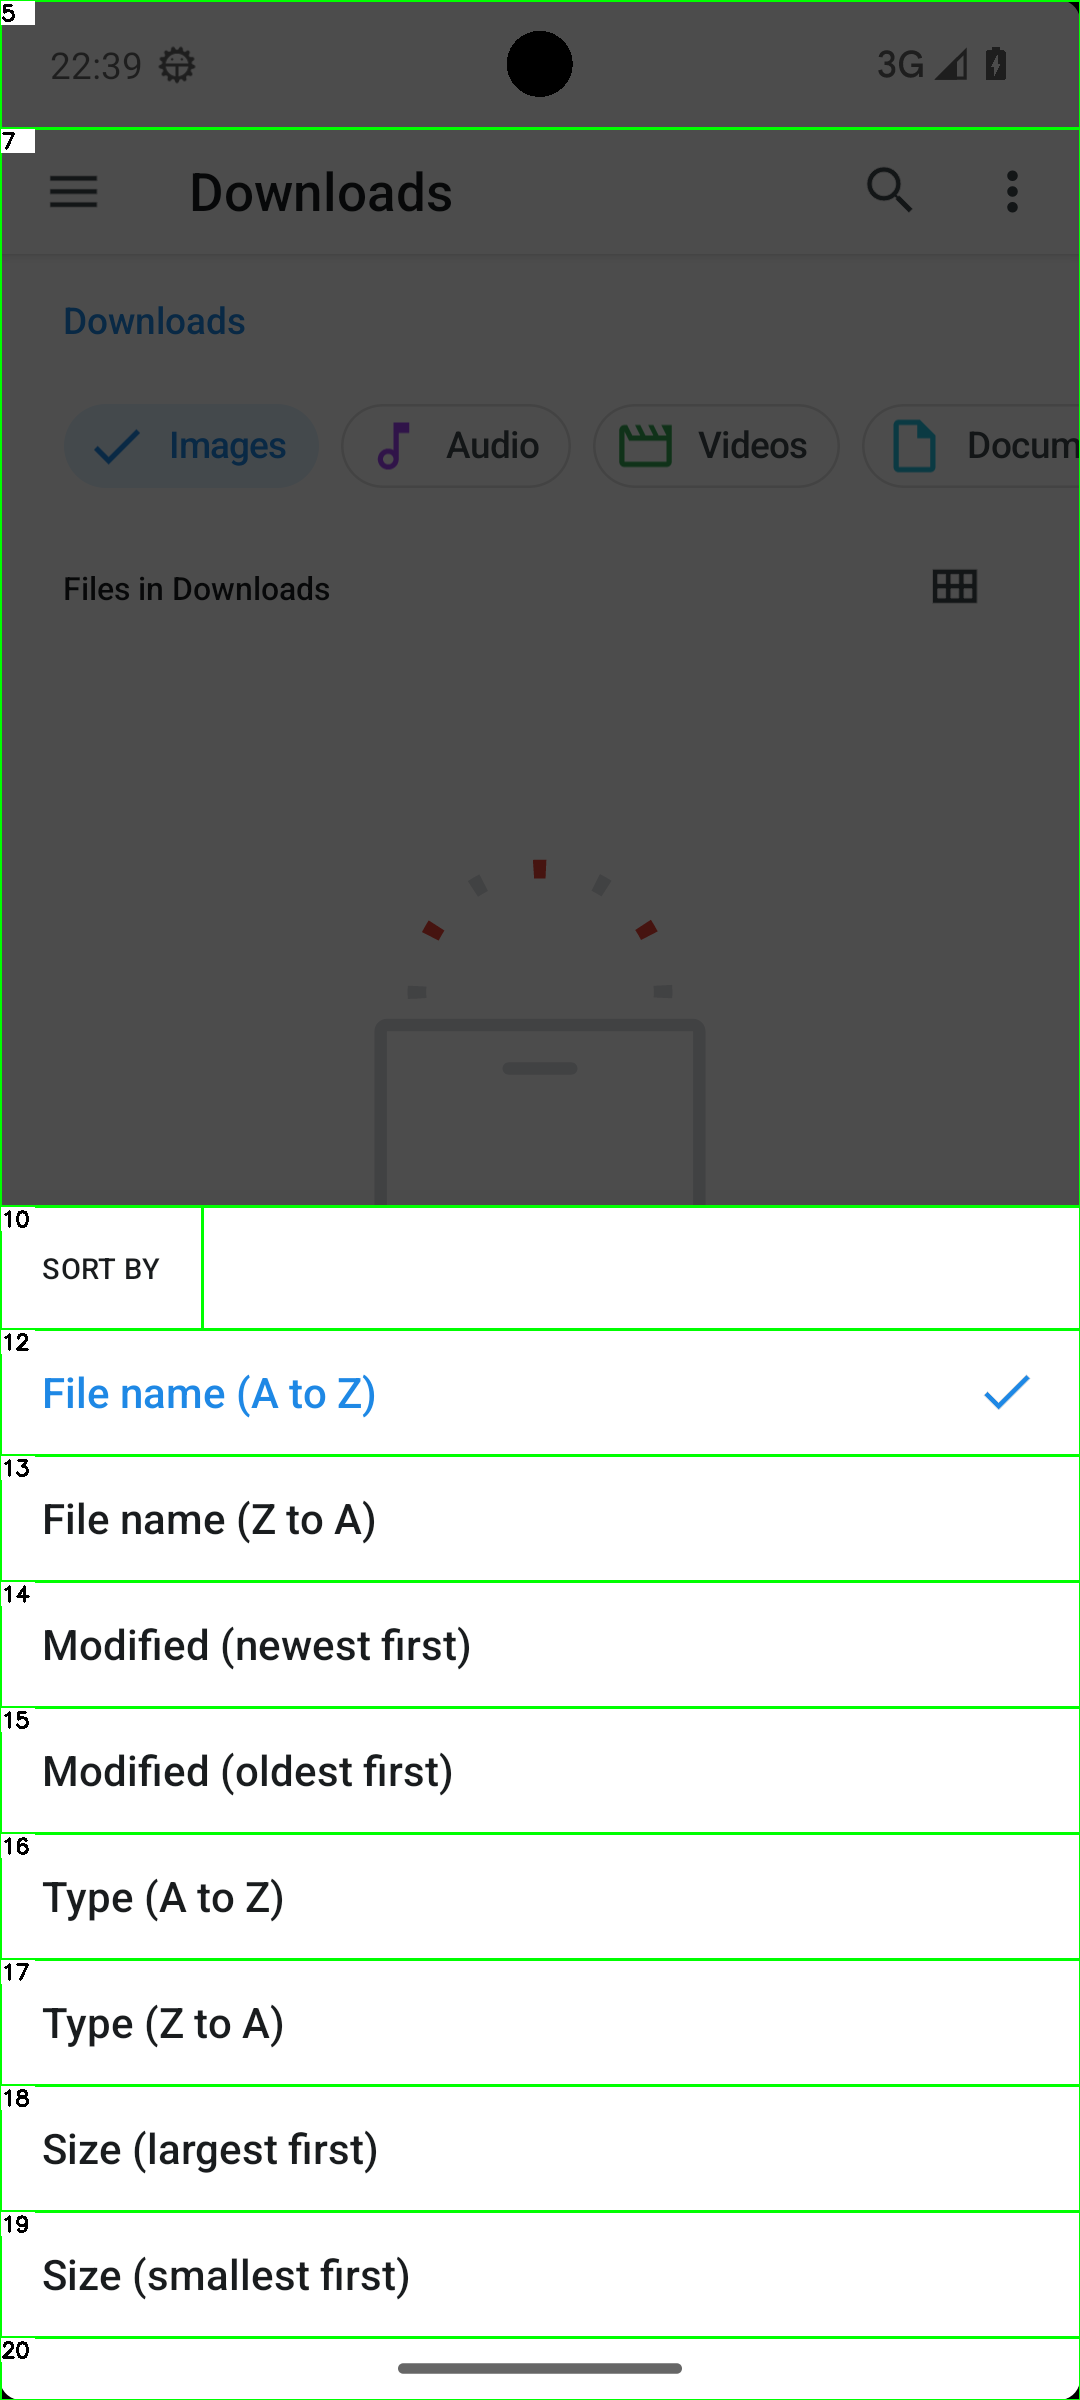 5
22:39
3G
7
Downloads
Downloads
Images
Audio
Videos
Docum
Files in Downloads
10
SORT BY
12
File name (A to Z)
13
File name (Z to A)
14
Modified (newest first)
15
Modified (oldest first)
16
Type (A to Z)
17
Type (Z to A)
18
Size (largest first)
19
Size (smallest first)
20